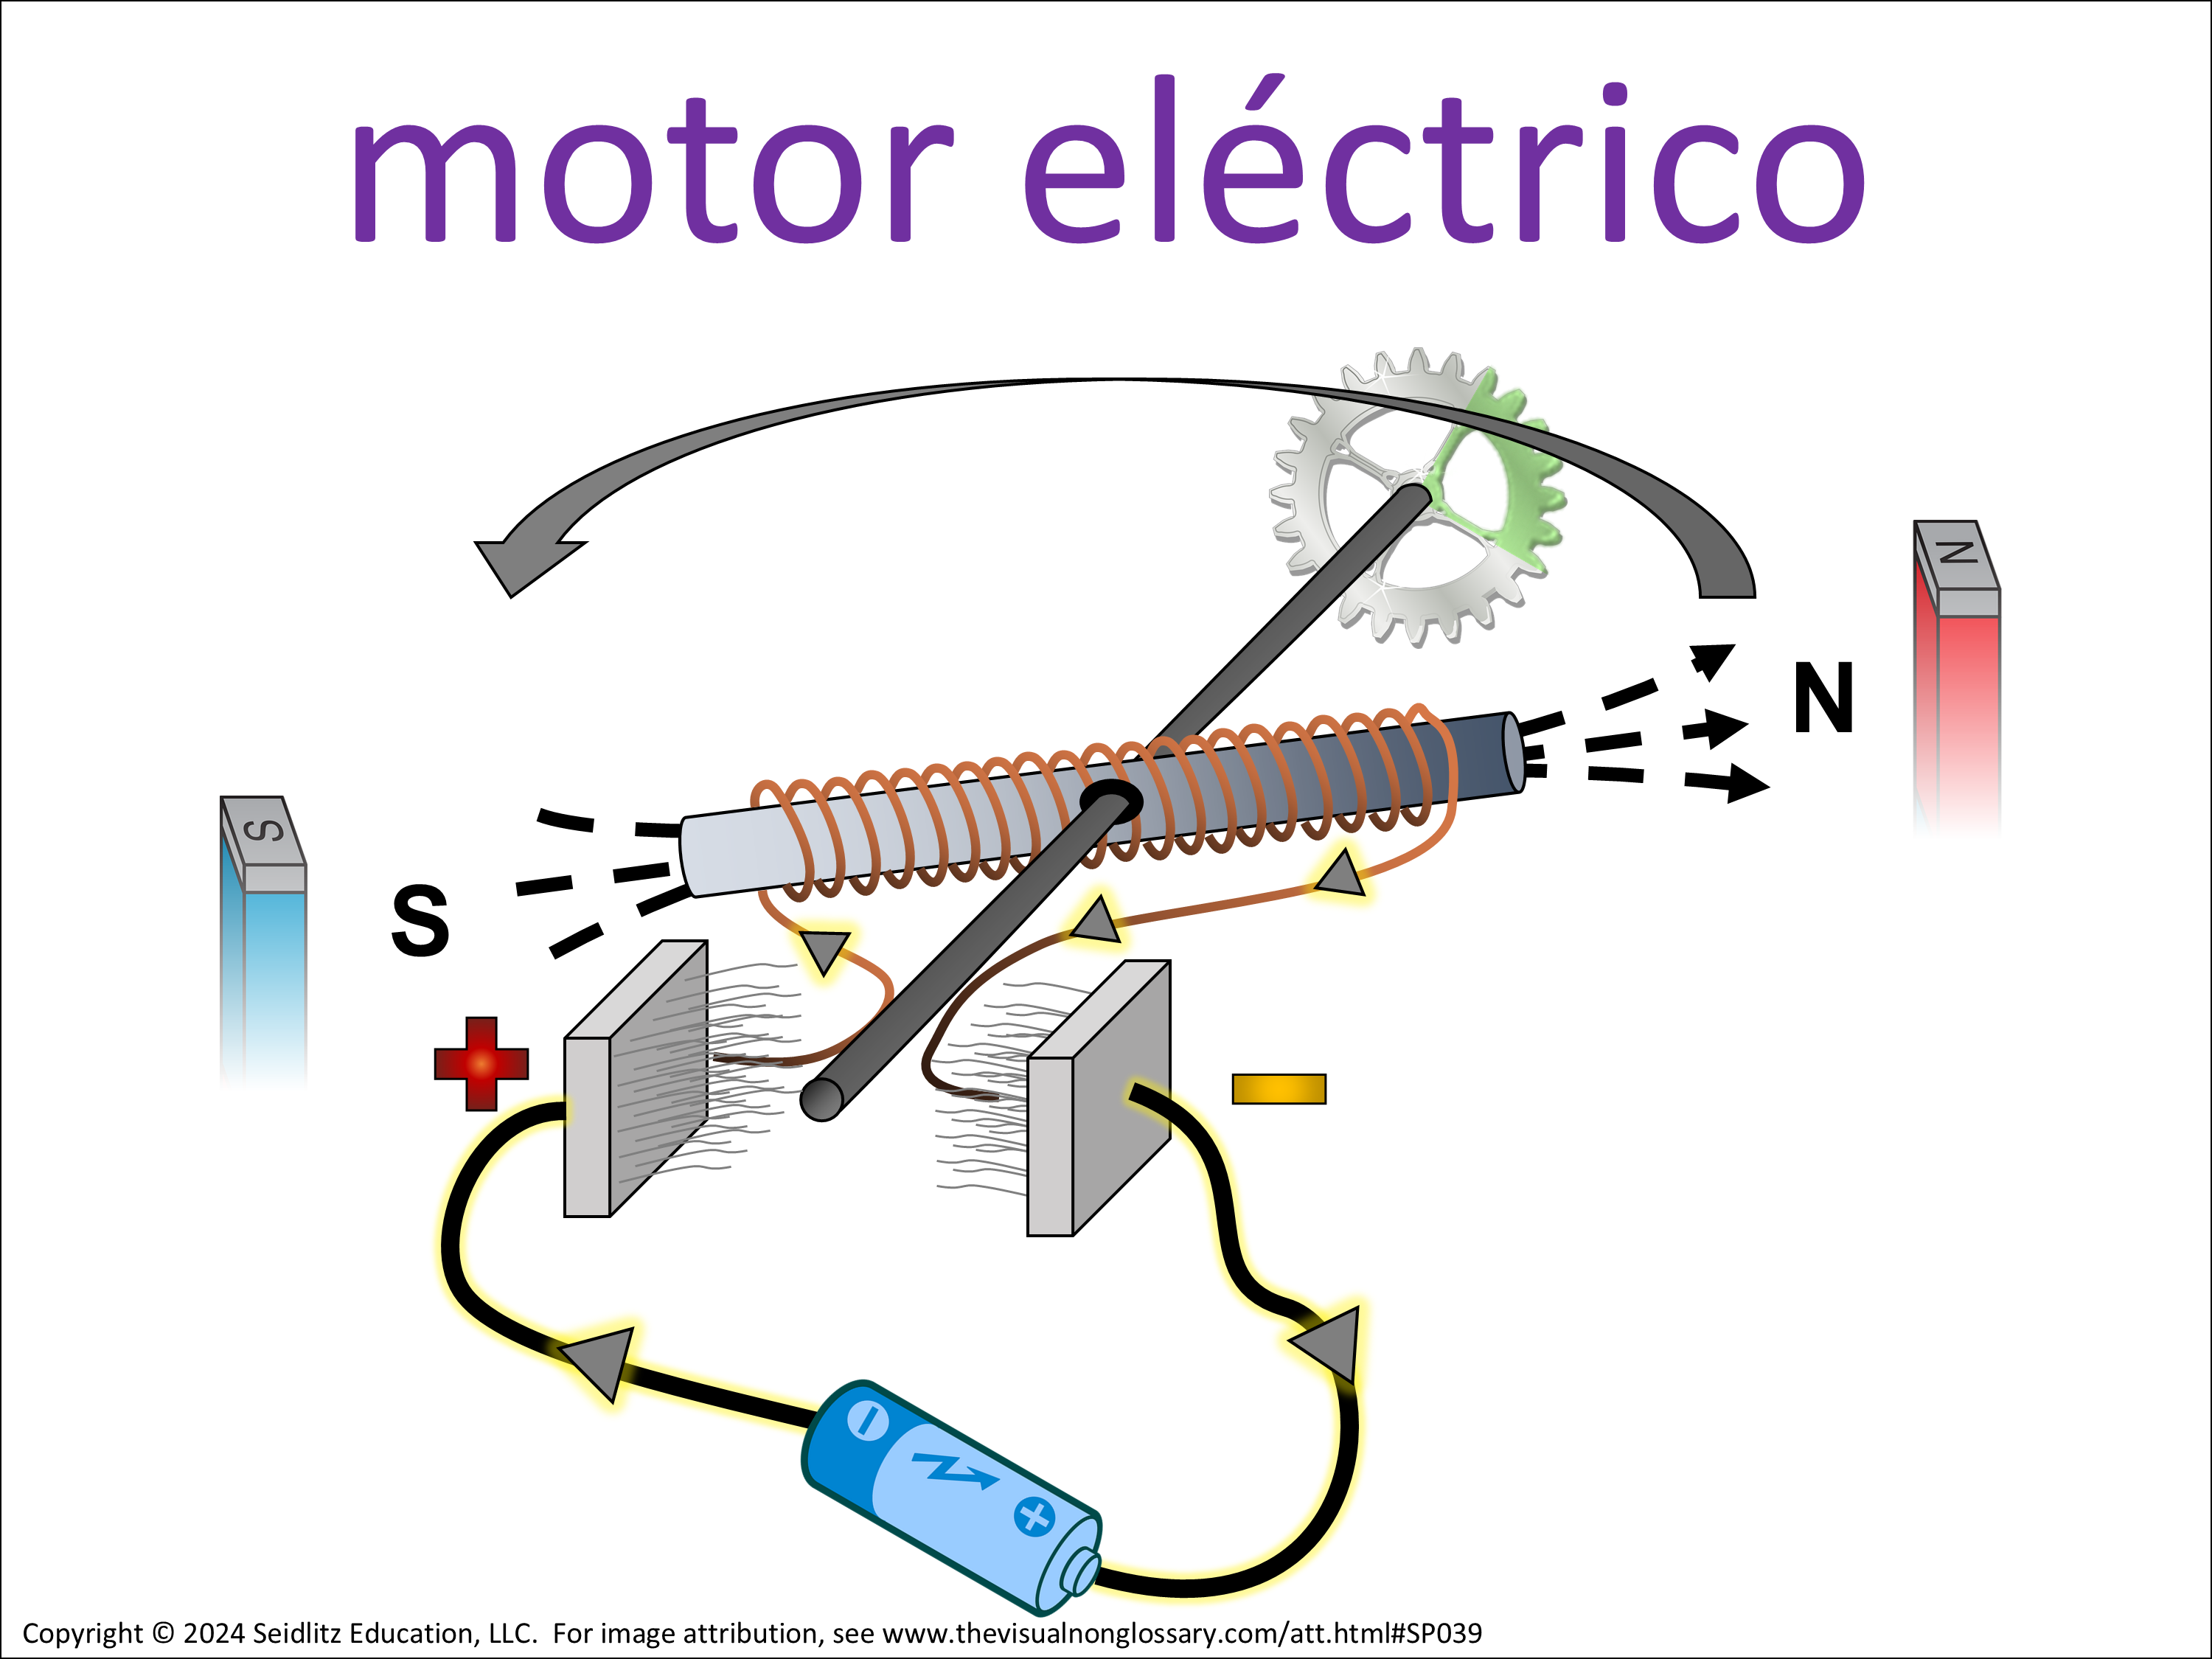 motor eléctrico
N
N
S
S
Copyright © 2024 Seidlitz Education, LLC.  For image attribution, see www.thevisualnonglossary.com/att.html#SP039